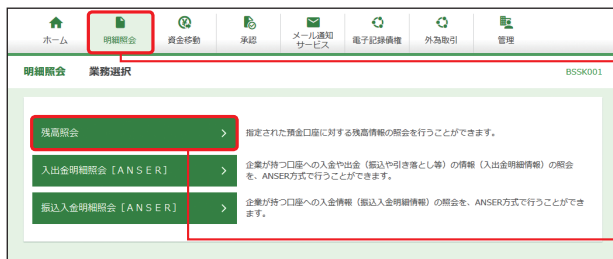 ホーム
明細照会
資金移動
承認
メール通知
サービス
電子記録債権
外為取引
管理
明細照会 業務選択
BSSK001
残高照会
指定された預金口座に対する残高情報の照会を行うことができます。
入出金明細照会［ANSER］
企業が持つ口座への入金や出金（振込や引き落とし等）の情報（入出金明細情報）の照会
を、ANSER方式で行うことができます。
振込入金明細照会［ANSER］
企業が持つ口座への入金情報（振込入金明細情報）の照会を、ANSER方式で行うことができ
ます。